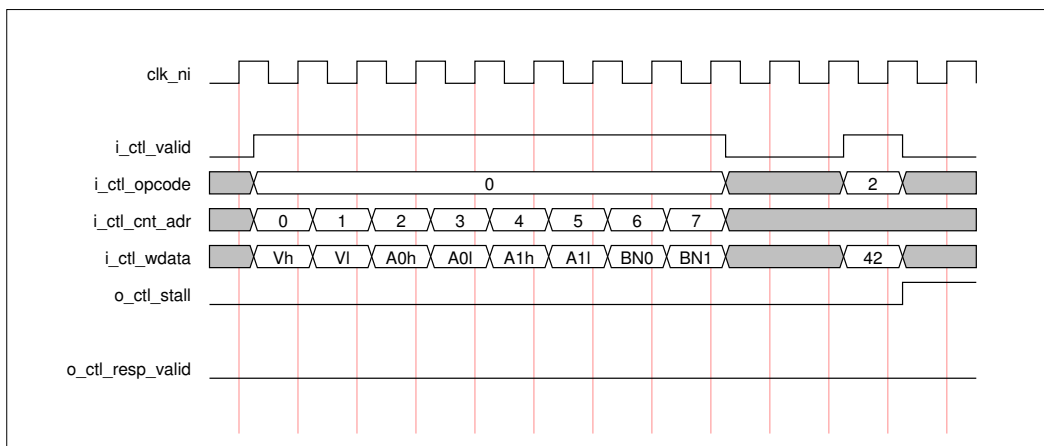 clk_ni
i_ctl_valid
i_ctl_opcode 0 2
i_ctl_cnt_adr 0 1 2 3 4 5 6 7
i_ctl_wdata Vh Vl A0h A0l A1h A1l BN0 BN1 42
o_ctl_stall
o_ctl_resp_valid